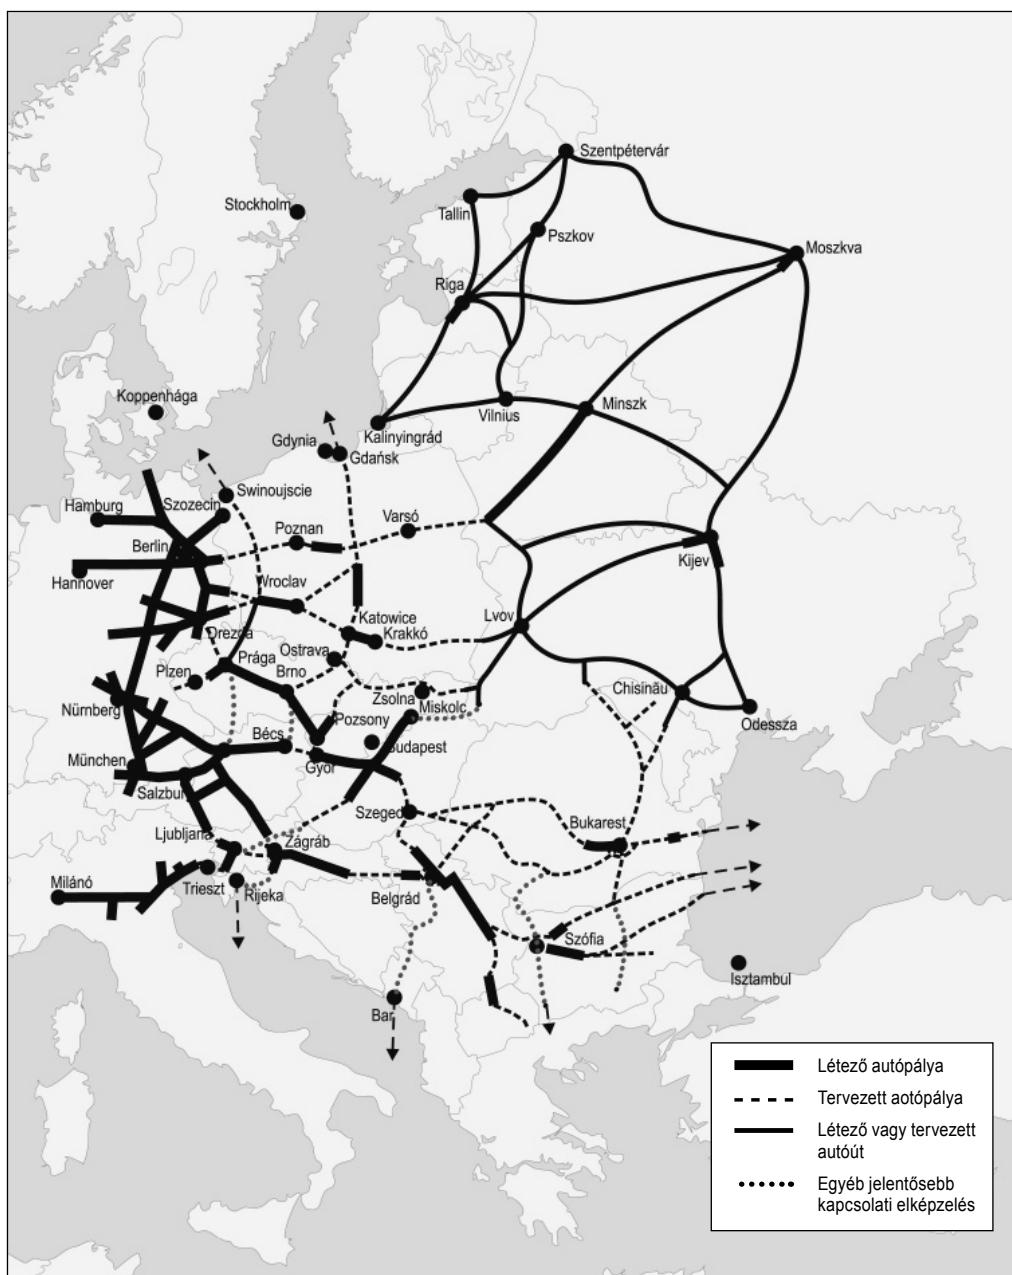 Szentpétervár
Stockholm
Tallin
Pszkov
Moszkva
Riga
Koppenhága
Vilnius
Minszk
Kalinyingrád
Gdynia
Gdańsk
Swinoujscie
Hamburg
Szozecín
Poznan
Varsó
Berlin
Kijev
Hannover
Wroclav
Katowice
Lvov
Drezda
Krakkó
Ostrava
Prága
Plzen
Brno
Zsolna
Chisinău
Nürnberg
Miskolc
Pozsony
Odessza
Bécs
Budapest
München
Győr
Salzburg
Szeged
Bukarest
Ljubljana
Zágráb
Milánó
Trieszt
Rijeka
Belgrád
Szófia
Isztambul
Bar
Létező autópálya
Tervezett aotópálya
Létező vagy tervezett
autóút
Egyéb jelentősebb
kapcsolati elképzelés